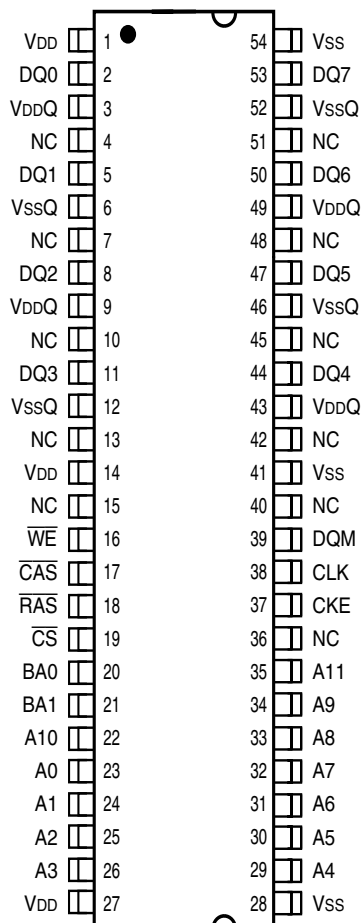 VDD 1 54 VSS
DQ0 2 53 DQ7
VDDQ 3 52 VSSQ
NC 4 51 NC
DQ1 5 50 DQ6
VSSQ 6 49 VDDQ
NC 7 48 NC
DQ2 8 47 DQ5
VDDQ 9 46 VSSQ
NC 10 45 NC
DQ3 11 44 DQ4
VSSQ 12 43 VDDQ
NC 13 42 NC
VDD 14 41 VSS
NC 15 40 NC
W̅E̅ 16 39 DQM
C̅A̅S̅ 17 38 CLK
R̅A̅S̅ 18 37 CKE
C̅S̅ 19 36 NC
BA0 20 35 A11
BA1 21 34 A9
A10 22 33 A8
A0 23 32 A7
A1 24 31 A6
A2 25 30 A5
A3 26 29 A4
VDD 27 28 VSS